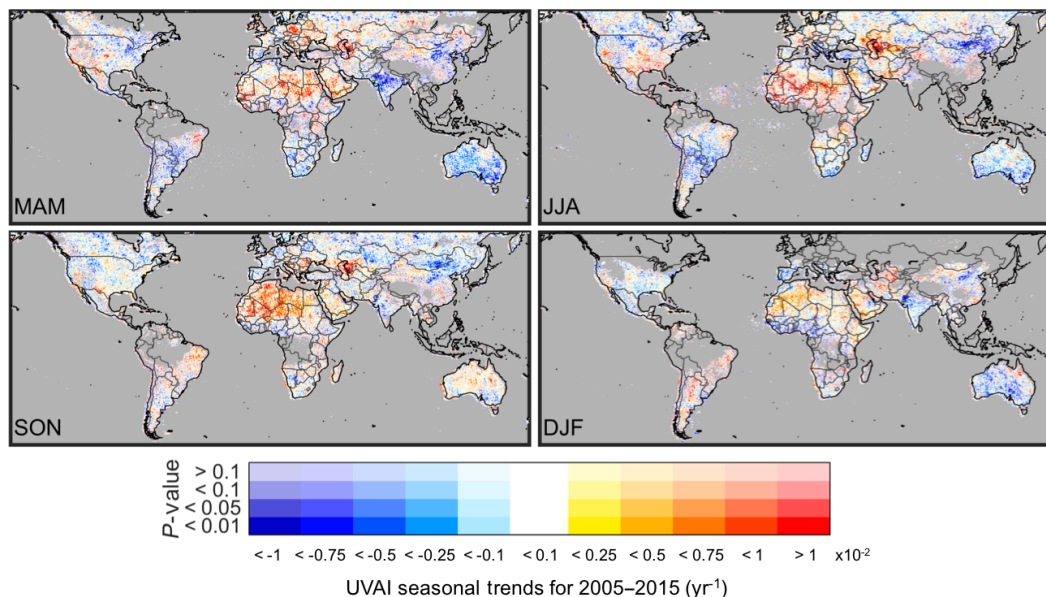 MAM
JJA
SON
DJF
P-value
> 0.1
< 0.1
< 0.05
< 0.01
< -1 < -0.75 < -0.5 < -0.25 < -0.1 < 0.1 < 0.25 < 0.5 < 0.75 < 1 > 1 x10⁻²
UVAI seasonal trends for 2005–2015 (yr⁻¹)